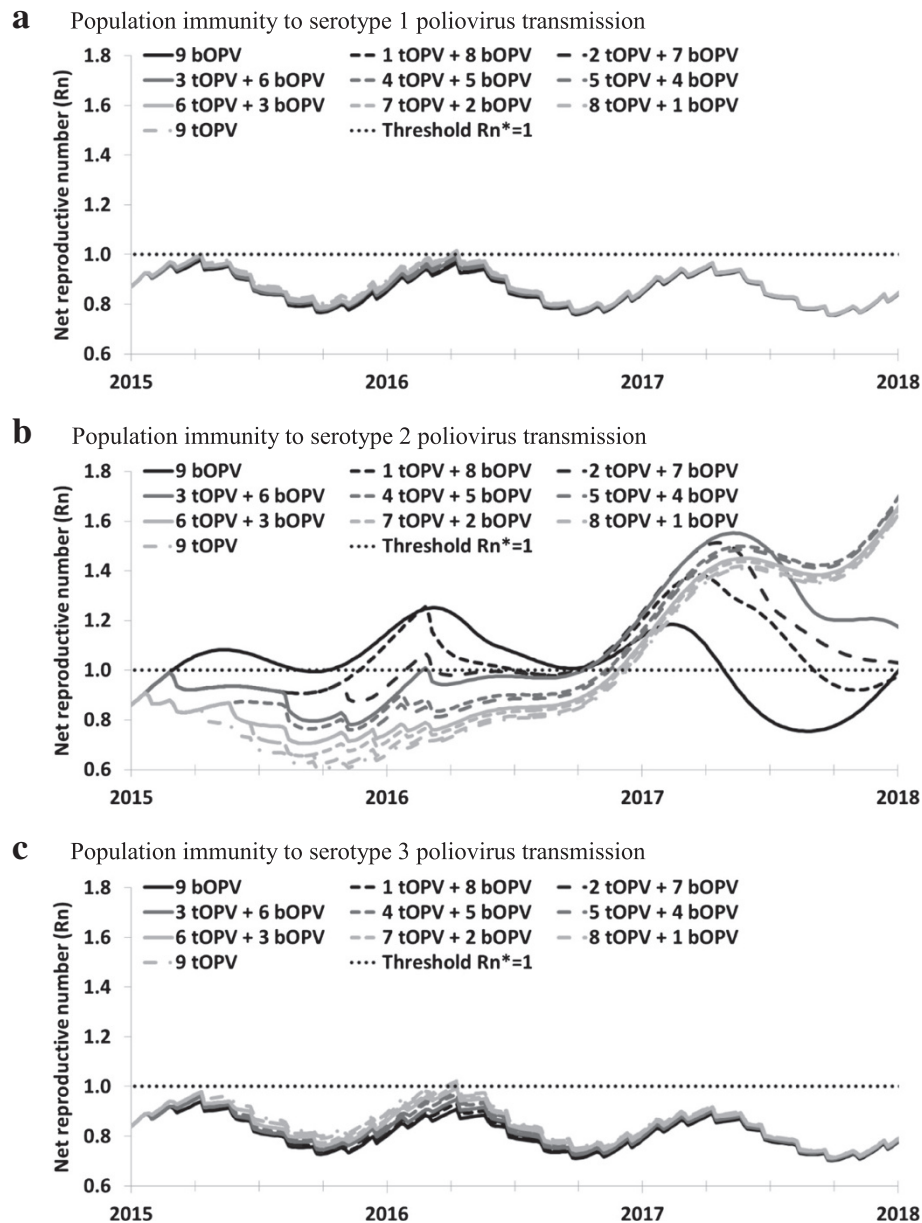 a Population immunity to serotype 1 poliovirus transmission
9 bOPV 1 tOPV + 8 bOPV 2 tOPV + 7 bOPV
3 tOPV + 6 bOPV 4 tOPV + 5 bOPV 5 tOPV + 4 bOPV
6 tOPV + 3 bOPV 7 tOPV + 2 bOPV 8 tOPV + 1 bOPV
9 tOPV Threshold Rn*=1
Net reproductive number (Rn)
1.8
1.6
1.4
1.2
1.0
0.8
0.6
2015 2016 2017 2018
b Population immunity to serotype 2 poliovirus transmission
9 bOPV 1 tOPV + 8 bOPV 2 tOPV + 7 bOPV
3 tOPV + 6 bOPV 4 tOPV + 5 bOPV 5 tOPV + 4 bOPV
6 tOPV + 3 bOPV 7 tOPV + 2 bOPV 8 tOPV + 1 bOPV
9 tOPV Threshold Rn*=1
Net reproductive number (Rn)
1.8
1.6
1.4
1.2
1.0
0.8
0.6
2015 2016 2017 2018
c Population immunity to serotype 3 poliovirus transmission
9 bOPV 1 tOPV + 8 bOPV 2 tOPV + 7 bOPV
3 tOPV + 6 bOPV 4 tOPV + 5 bOPV 5 tOPV + 4 bOPV
6 tOPV + 3 bOPV 7 tOPV + 2 bOPV 8 tOPV + 1 bOPV
9 tOPV Threshold Rn*=1
Net reproductive number (Rn)
1.8
1.6
1.4
1.2
1.0
0.8
0.6
2015 2016 2017 2018